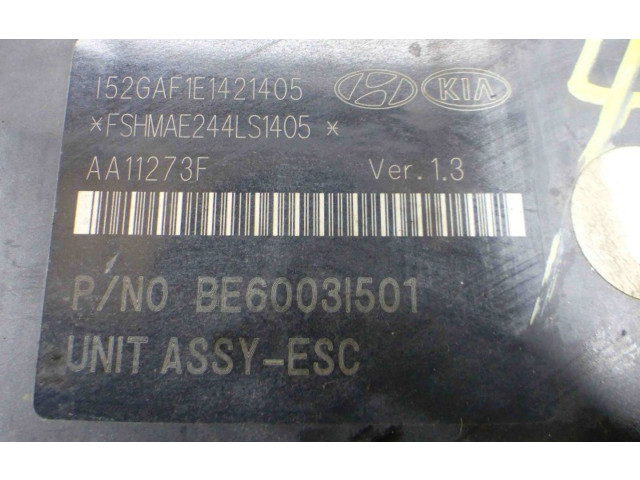 I52GAF1E1421405 KIA
*FSHMAE244LS1405 *
AA11273F Ver. 1.3
P/NO BE60031501
UNIT ASSY-ESC